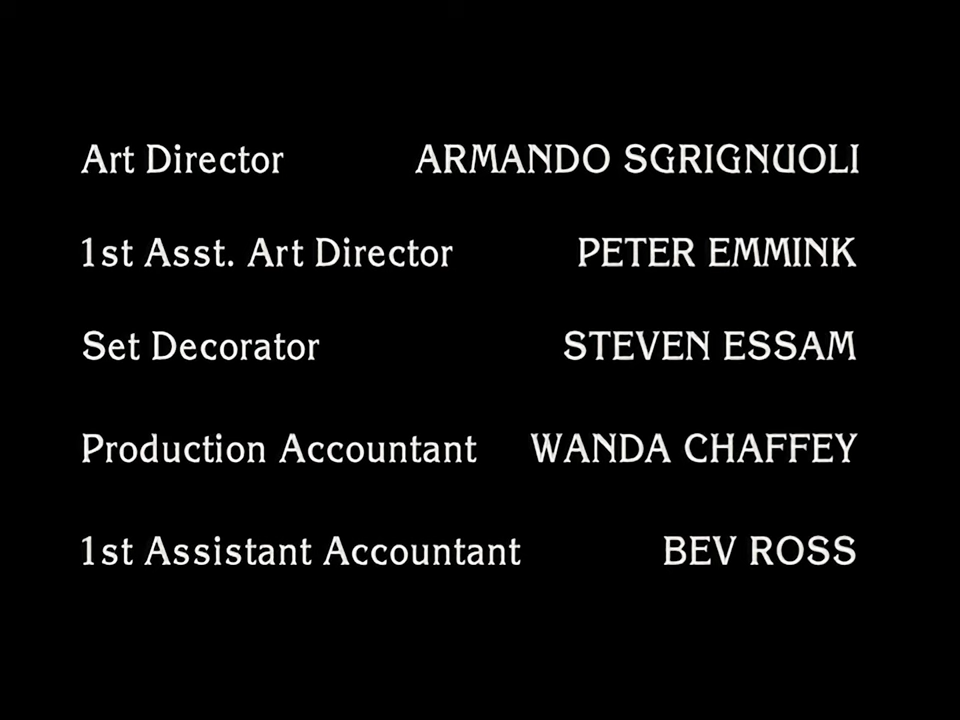 Art Director ARMANDO SGRIGNUOLI
1st Asst. Art Director PETER EMMINK
Set Decorator STEVEN ESSAM
Production Accountant WANDA CHAFFEY
1st Assistant Accountant BEV ROSS